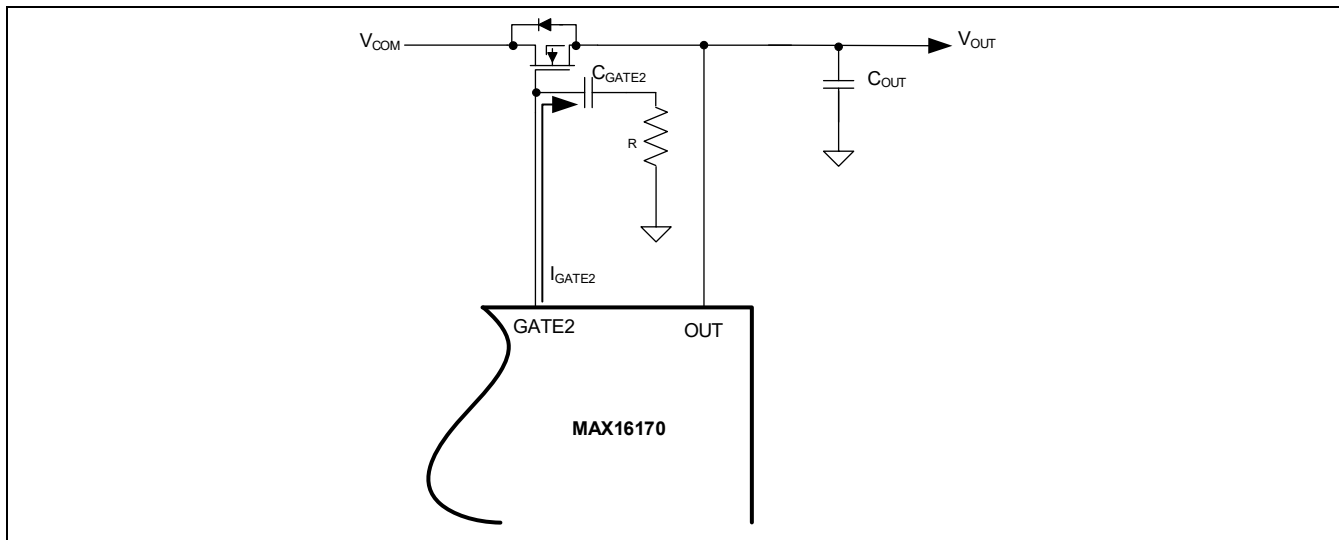 VCOM
VOUT
CGATE2
COUT
R
IGATE2
GATE2
OUT
MAX16170